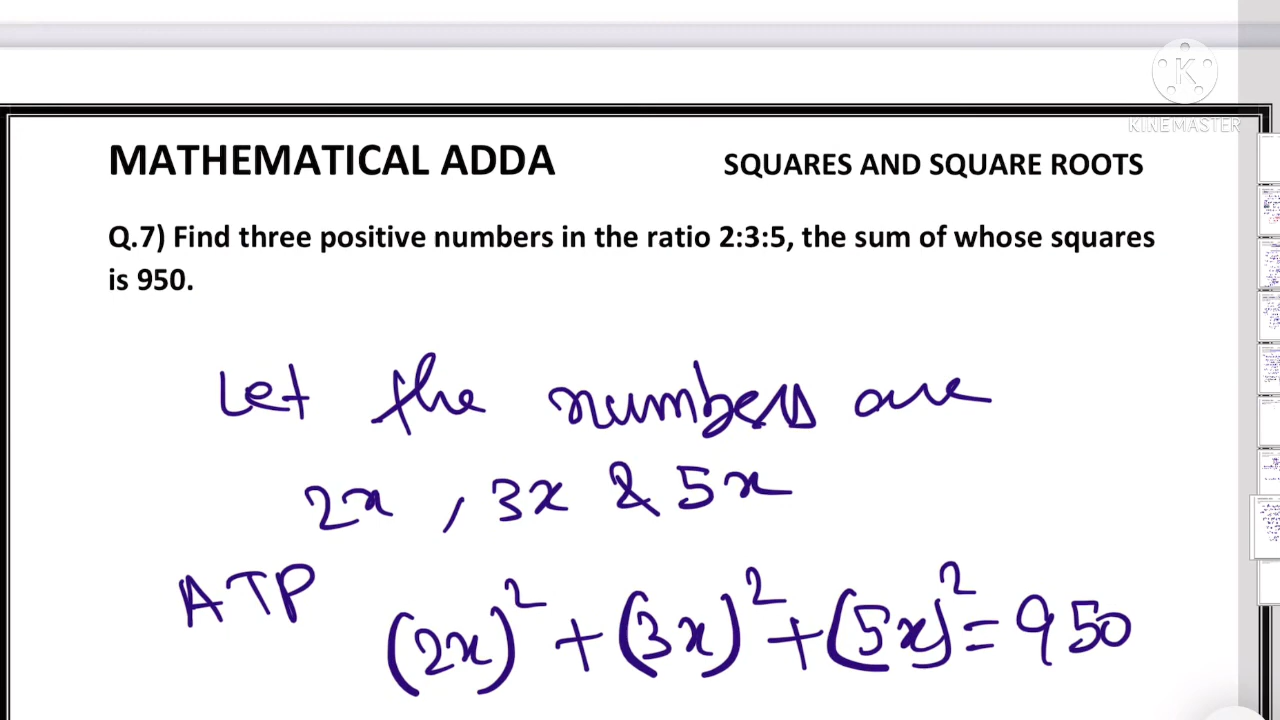 KINEMASTER
MATHEMATICAL ADDA SQUARES AND SQUARE ROOTS
Q.7) Find three positive numbers in the ratio 2:3:5, the sum of whose squares
is 950.
Let the numbers are
2x , 3x & 5x
ATP
(2x)² + (3x)² + (5x)² = 950